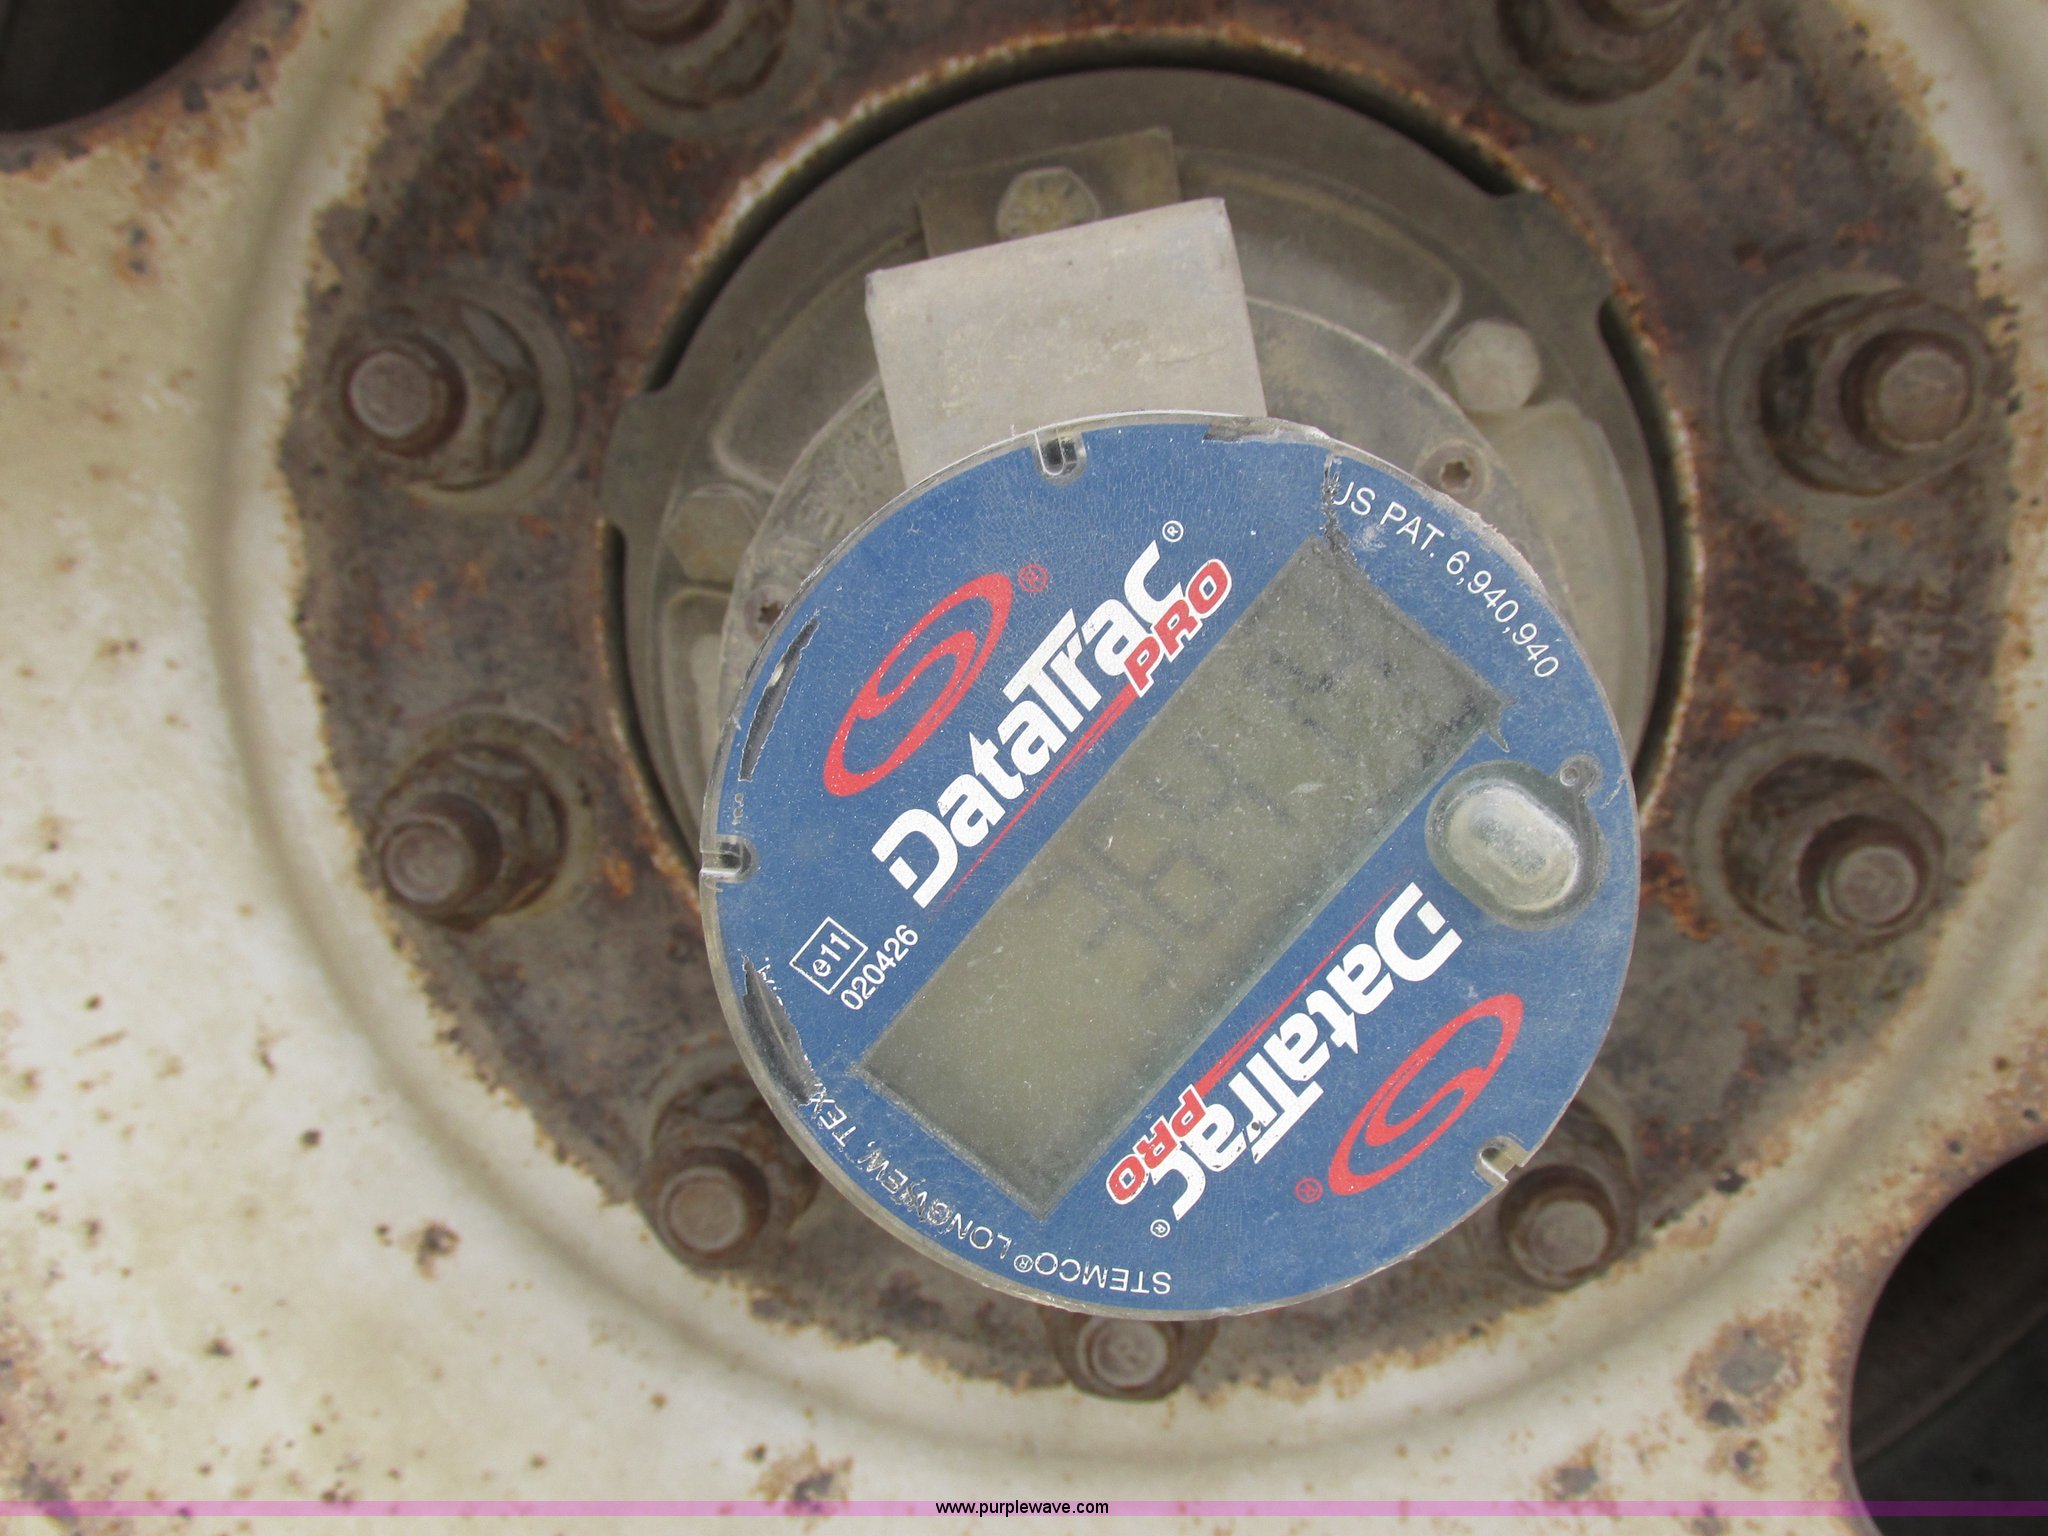 US PAT. 6,940,940
DataTrac®
PRO
e11
020426
DataTrac®
PRO
STEMCO® LONGVIEW, TEX
www.purplewave.com